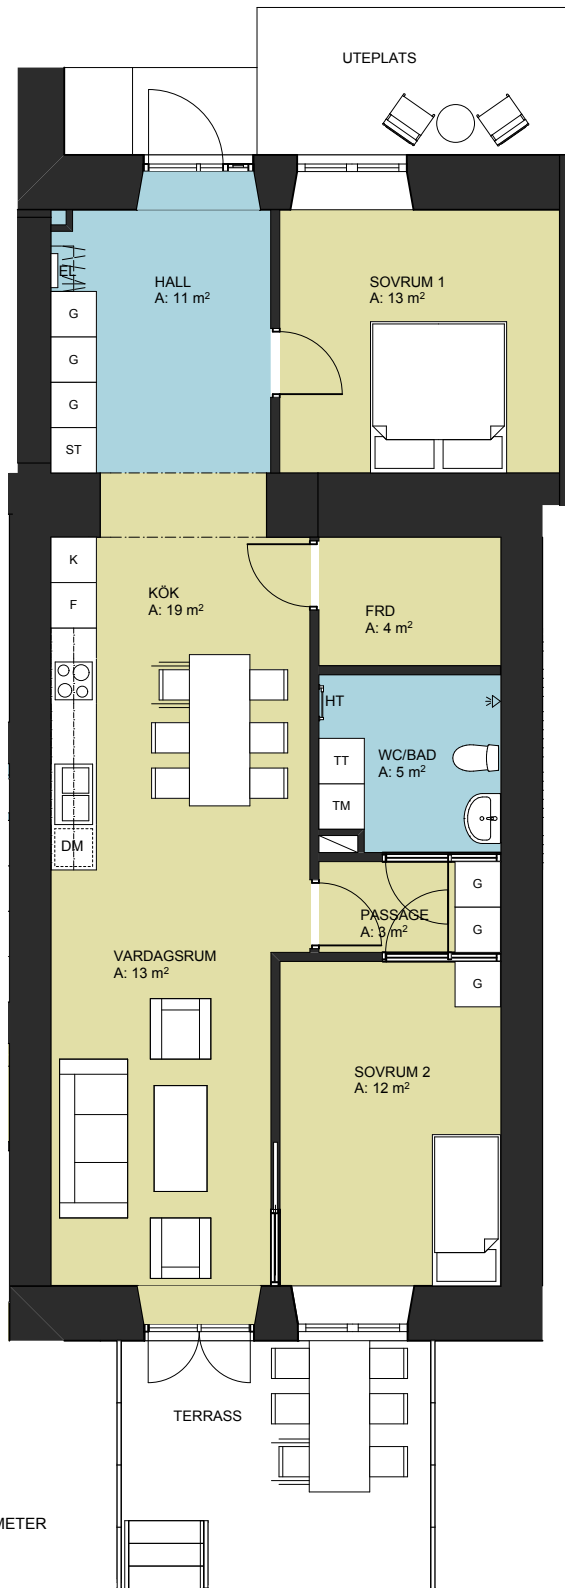 UTEPLATS
HALL
A: 11 m²
SOVRUM 1
A: 13 m²
EL
G
G
G
ST
K
F
KÖK
A: 19 m²
FRD
A: 4 m²
HT
TT
TM
WC/BAD
A: 5 m²
DM
PASSAGE
A: 3 m²
G
G
G
VARDAGSRUM
A: 13 m²
SOVRUM 2
A: 12 m²
TERRASS
METER